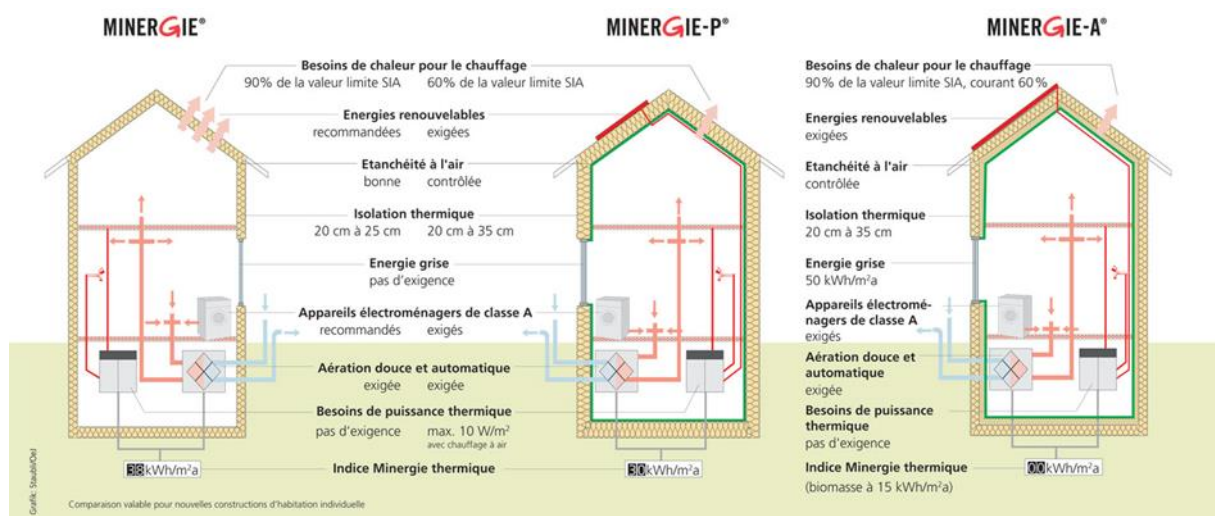 MINERGIE®
MINERGIE-P®
MINERGIE-A®
Besoins de chaleur pour le chauffage
90% de la valeur limite SIA 60% de la valeur limite SIA
Energies renouvelables
recommandées exigées
Etanchéité à l'air
bonne contrôlée
Isolation thermique
20 cm à 25 cm 20 cm à 35 cm
Energie grise
pas d'exigence
Appareils électroménagers de classe A
recommandés exigés
Aération douce et automatique
exigée exigée
Besoins de puissance thermique
pas d'exigence max. 10 W/m²
avec chauffage à air
38kWh/m²a
Indice Minergie thermique
30kWh/m²a
Besoins de chaleur pour le chauffage
90% de la valeur limite SIA, courant 60%
Energies renouvelables
exigées
Etanchéité à l'air
contrôlée
Isolation thermique
20 cm à 35 cm
Energie grise
50 kWh/m²a
Appareils électromé-
nagers de classe A
exigés
Aération douce et
automatique
exigée
Besoins de puissance
thermique
pas d'exigence
Indice Minergie thermique
(biomasse à 15 kWh/m²a)
00kWh/m²a
Comparaison valable pour nouvelles constructions d'habitation individuelle
Grafik: Staubli/Oel